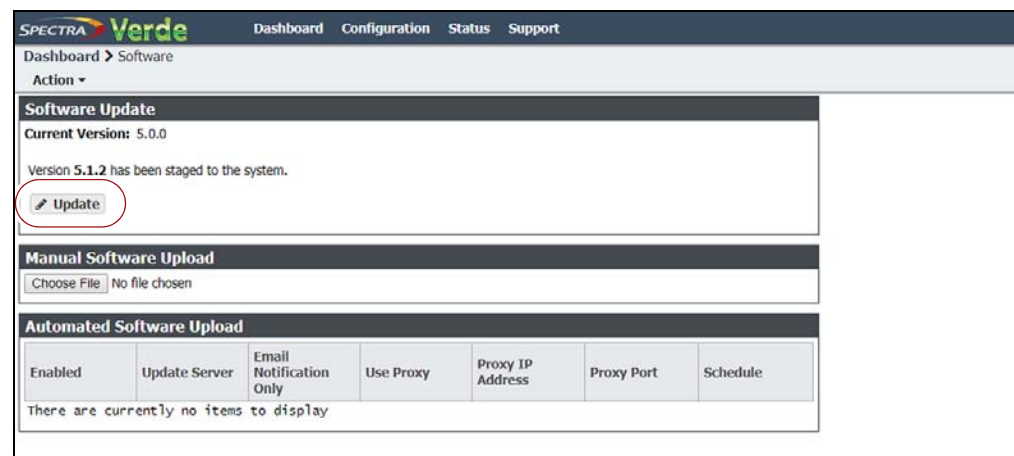 SPECTRA Verde Dashboard Configuration Status Support
Dashboard > Software
Action
Software Update
Current Version: 5.0.0
Version 5.1.2 has been staged to the system.
Update
Manual Software Upload
Choose File No file chosen
Automated Software Upload
Enabled Update Server Email Notification Only Use Proxy Proxy IP Address Proxy Port Schedule
There are currently no items to display